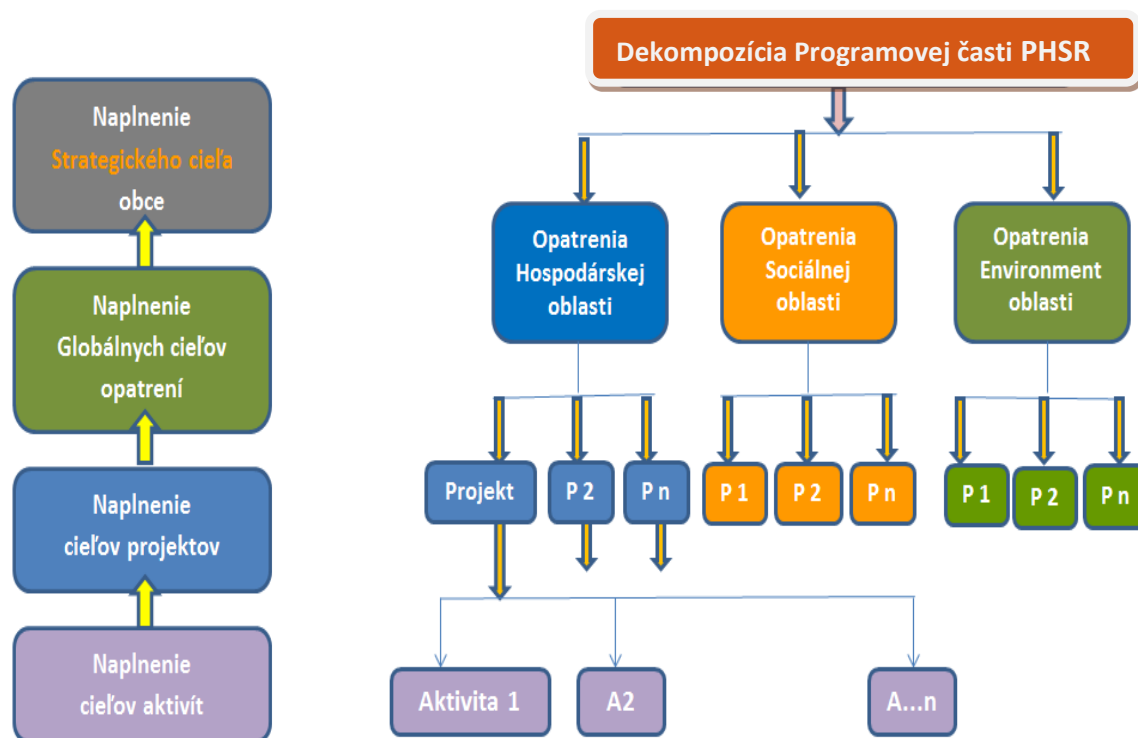 Dekompozícia Programovej časti PHSR
Naplnenie
Strategického cieľa
obce
Naplnenie
Globálnych cieľov
opatrení
Naplnenie
cieľov projektov
Naplnenie
cieľov aktivít
Opatrenia
Hospodárskej
oblasti
Opatrenia
Sociálnej
oblasti
Opatrenia
Environment
oblasti
Projekt
P 2
P n
P 1
P 2
P n
P 1
P 2
P n
Aktivita 1
A2
A...n